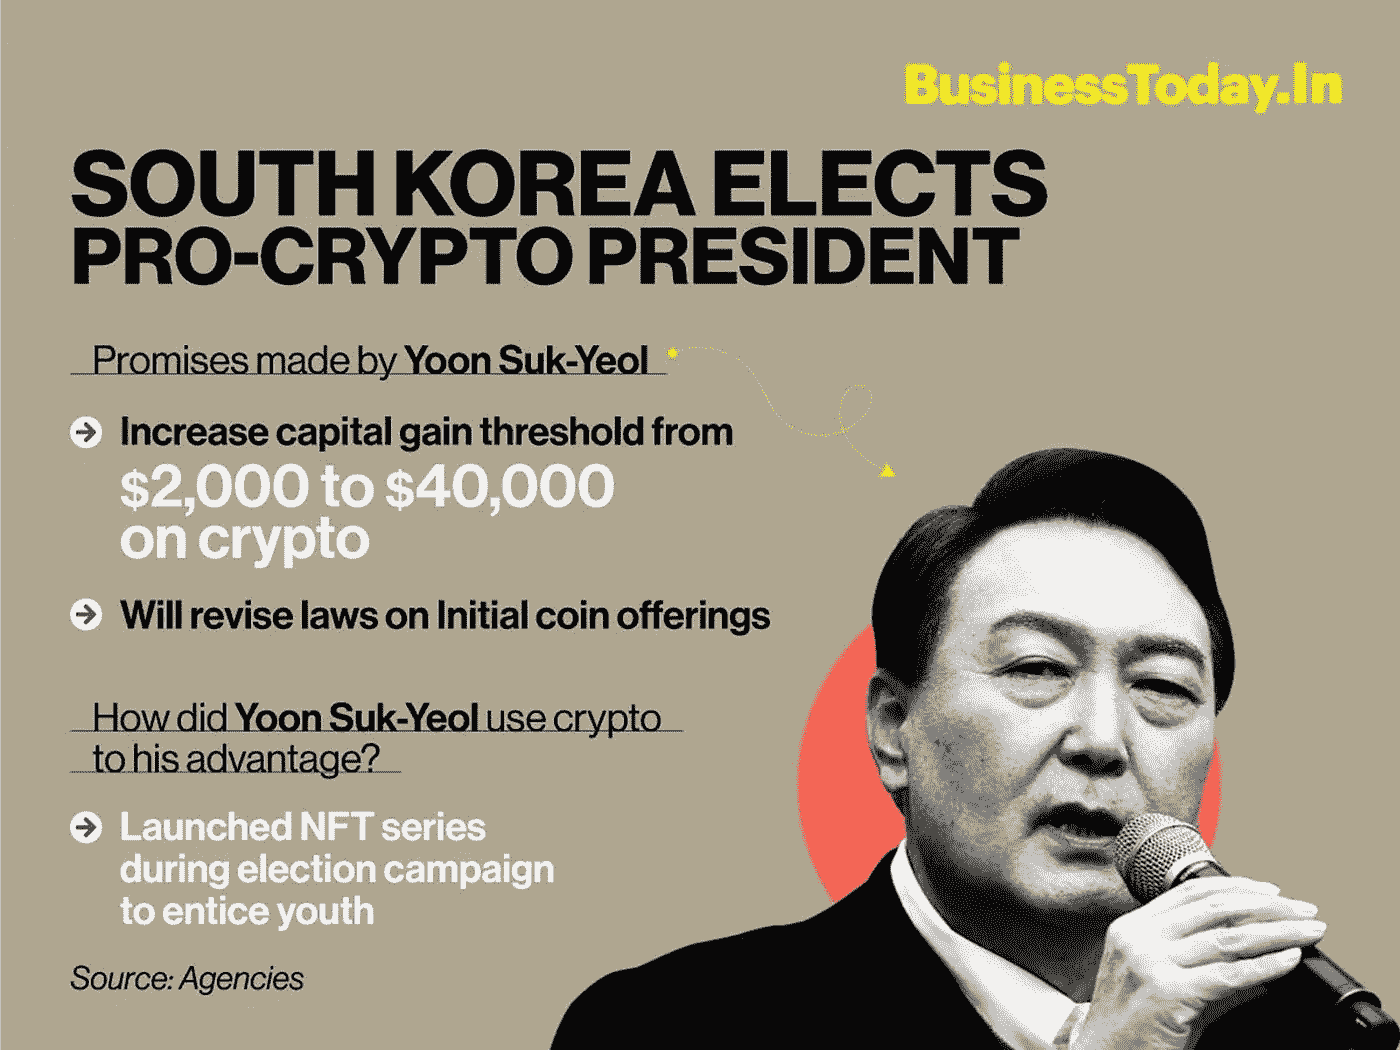 BusinessToday.In
SOUTH KOREA ELECTS
PRO-CRYPTO PRESIDENT
Promises made by Yoon Suk-Yeol
Increase capital gain threshold from
$2,000 to $40,000
on crypto
Will revise laws on Initial coin offerings
How did Yoon Suk-Yeol use crypto
to his advantage?
Launched NFT series
during election campaign
to entice youth
Source: Agencies